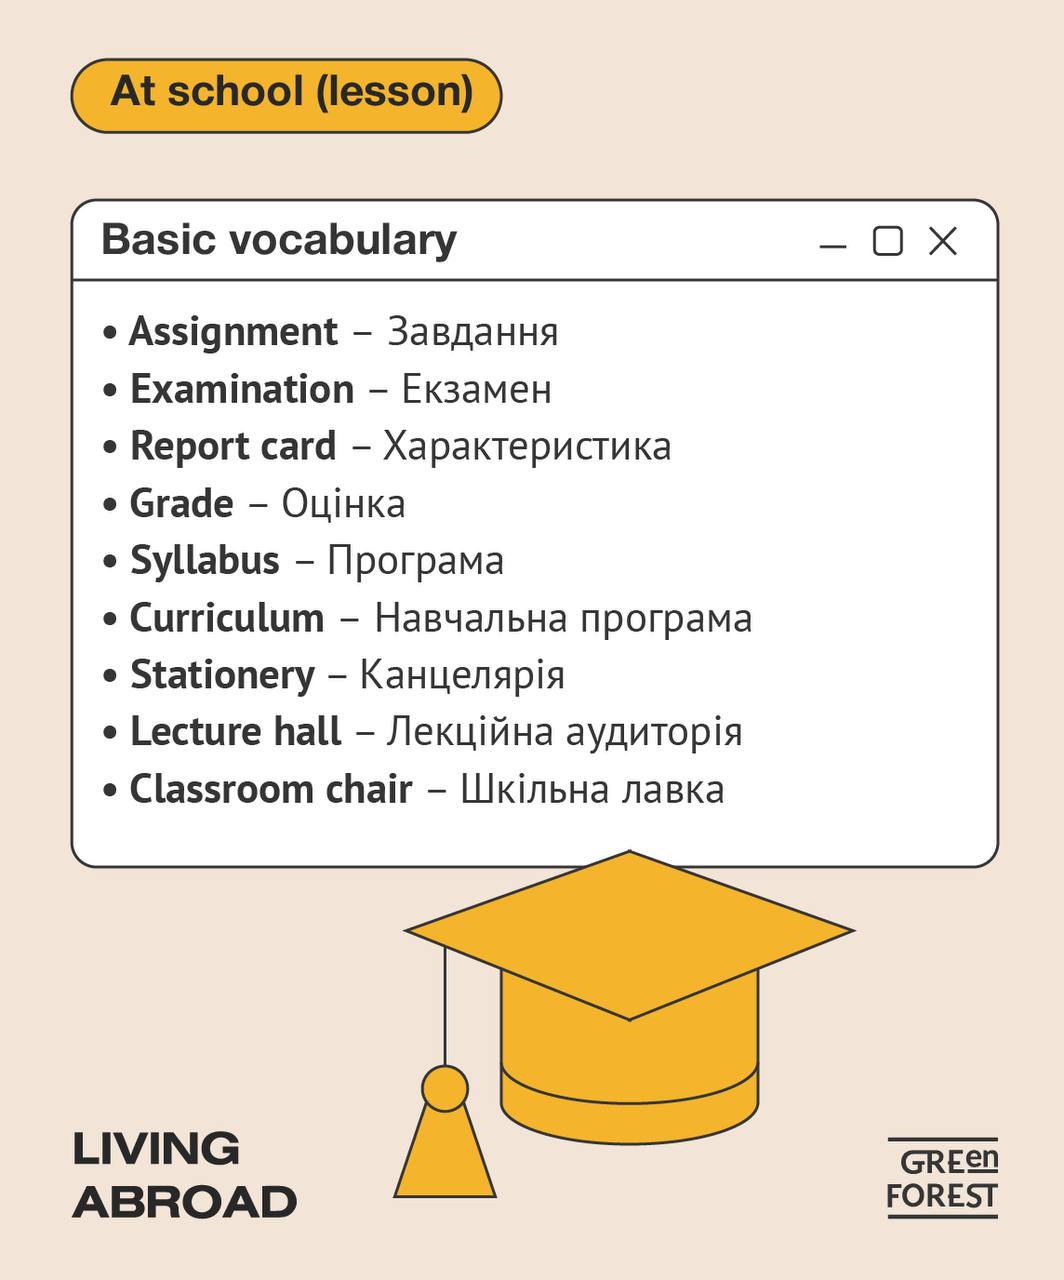 At school (lesson)
Basic vocabulary
• Assignment – Завдання
• Examination – Екзамен
• Report card – Характеристика
• Grade – Оцінка
• Syllabus – Програма
• Curriculum – Навчальна програма
• Stationery – Канцелярія
• Lecture hall – Лекційна аудиторія
• Classroom chair – Шкільна лавка
LIVING
ABROAD
GREen
FOREST